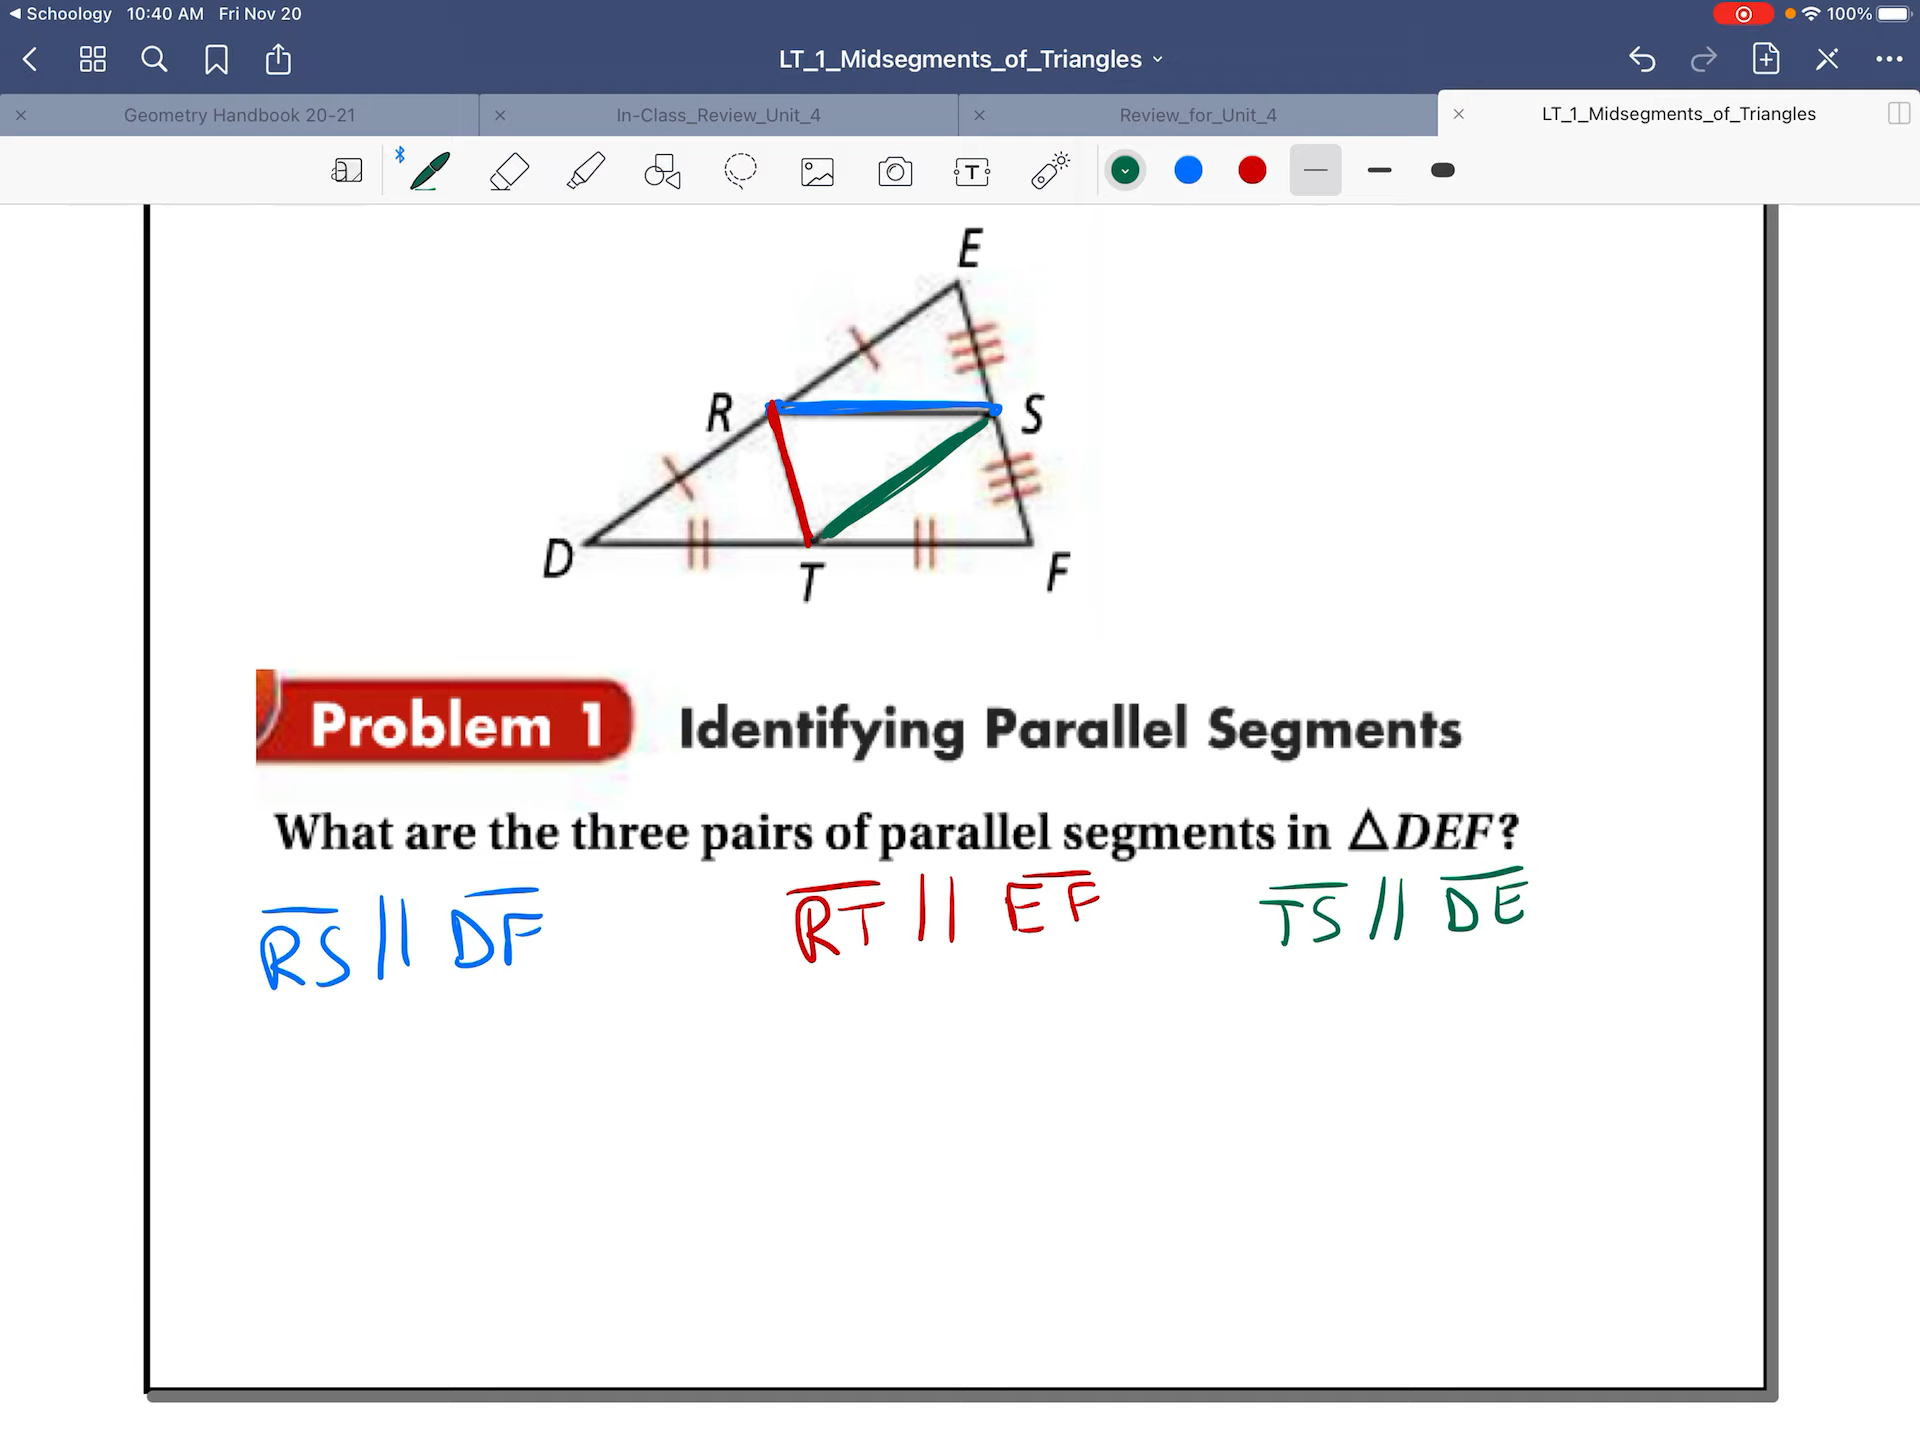 Schoology 10:40 AM Fri Nov 20 100%
LT_1_Midsegments_of_Triangles
Geometry Handbook 20-21 In-Class_Review_Unit_4 Review_for_Unit_4 LT_1_Midsegments_of_Triangles
T
E
R S
D T F
Problem 1 Identifying Parallel Segments
What are the three pairs of parallel segments in △DEF?
RS || DF RT || EF TS // DE